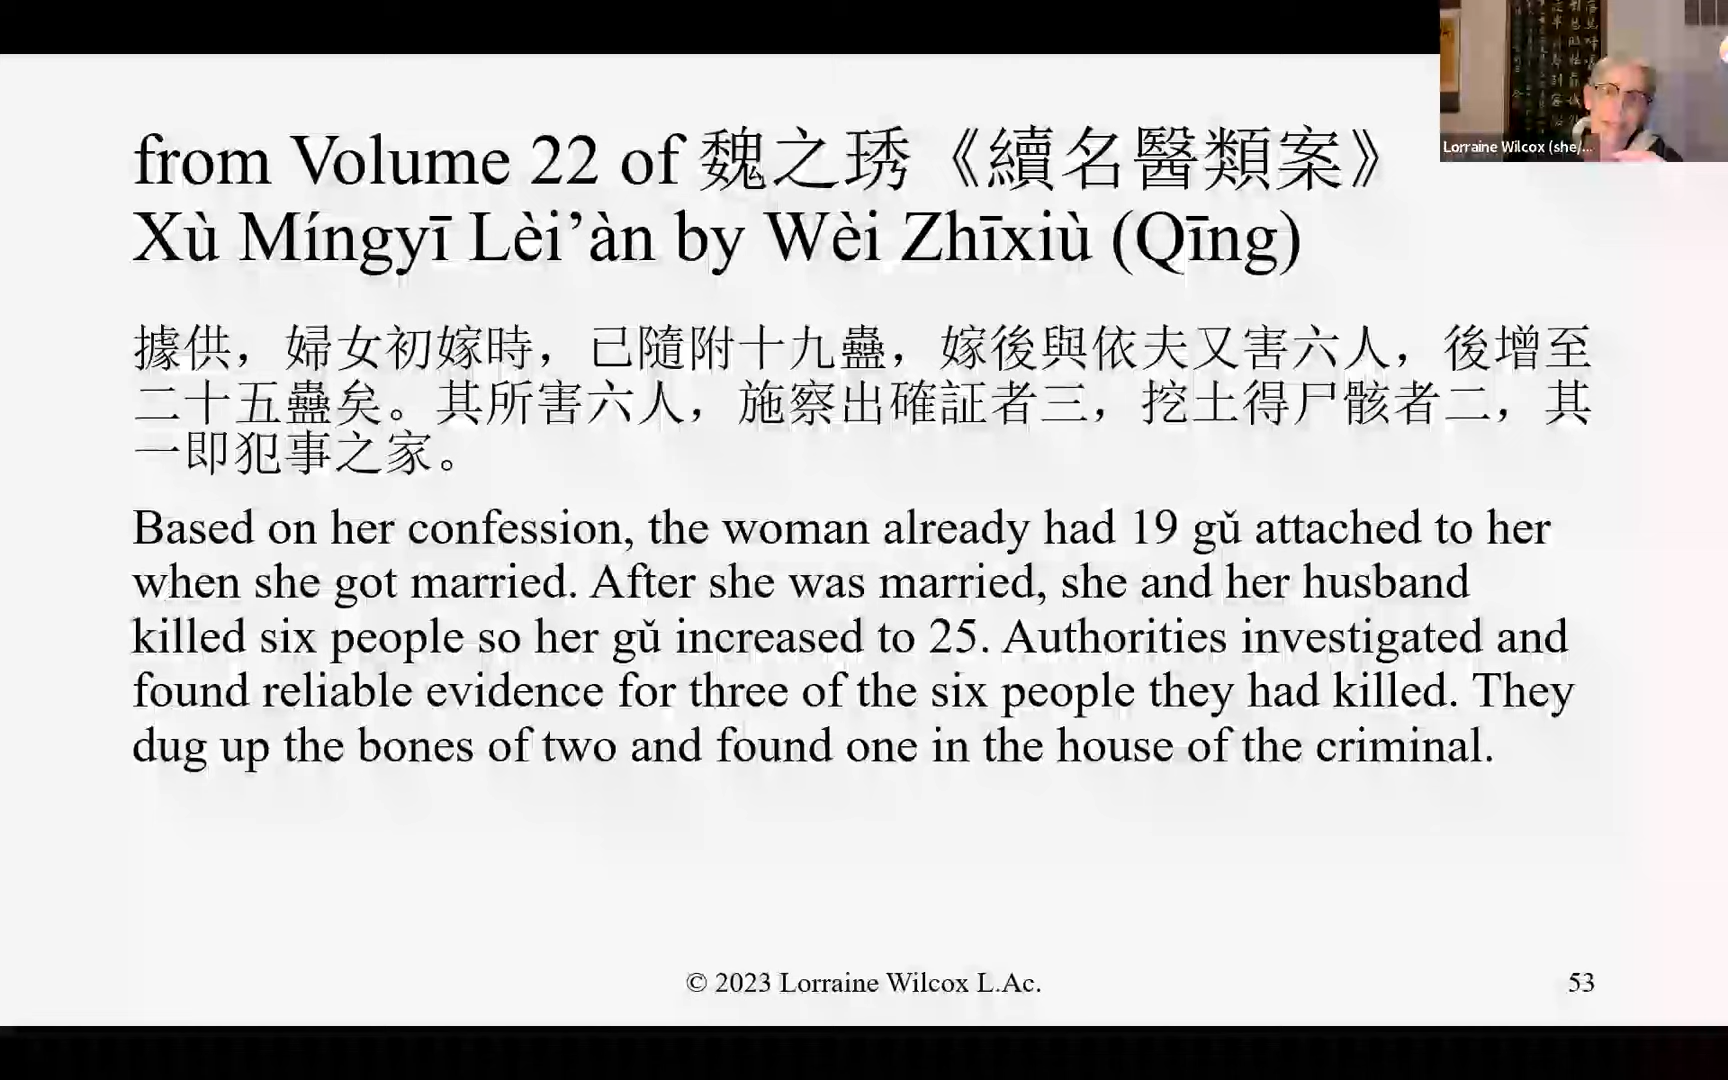 from Volume 22 of 魏之琇《續名醫類案》
Xù Míngyī Lèi’àn by Wèi Zhīxiù (Qīng)
據供，婦女初嫁時，已隨附十九蠱，嫁後與依夫又害六人，後增至
二十五蠱矣。其所害六人，施察出確証者三，挖土得尸骸者二，其
一即犯事之家。
Based on her confession, the woman already had 19 gǔ attached to her
when she got married. After she was married, she and her husband
killed six people so her gǔ increased to 25. Authorities investigated and
found reliable evidence for three of the six people they had killed. They
dug up the bones of two and found one in the house of the criminal.
© 2023 Lorraine Wilcox L.Ac.
53
Lorraine Wilcox (she/...